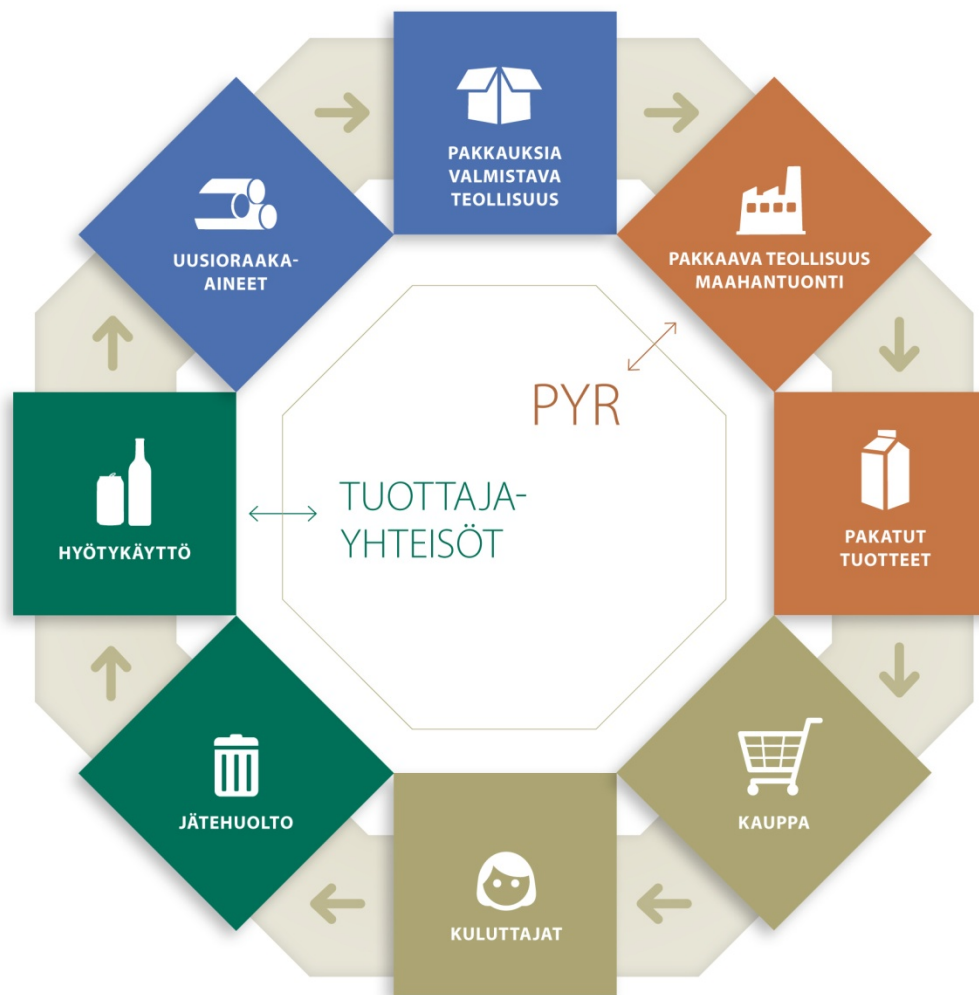 PAKKAUKSIA
VALMISTAVA
TEOLLISUUS
PAKKAAVA TEOLLISUUS
MAAHANTUONTI
PAKATUT
TUOTTEET
KAUPPA
KULUTTAJAT
JÄTEHUOLTO
HYÖTYKÄYTTÖ
UUSIORAAKA-
AINEET
PYR
TUOTTAJA-
YHTEISÖT